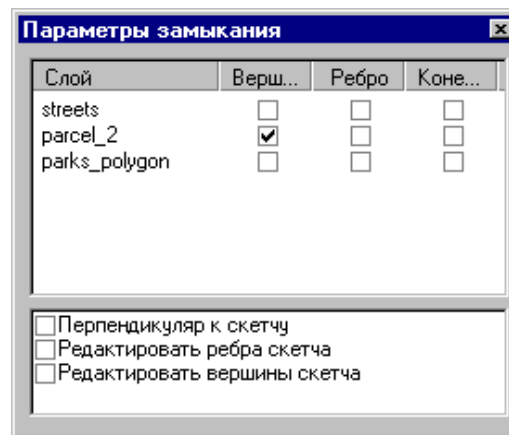 Параметры замыкания
Слой Верш... Ребро Коне...
streets
parcel_2
parks_polygon
Перпендикуляр к скетчу
Редактировать ребра скетча
Редактировать вершины скетча